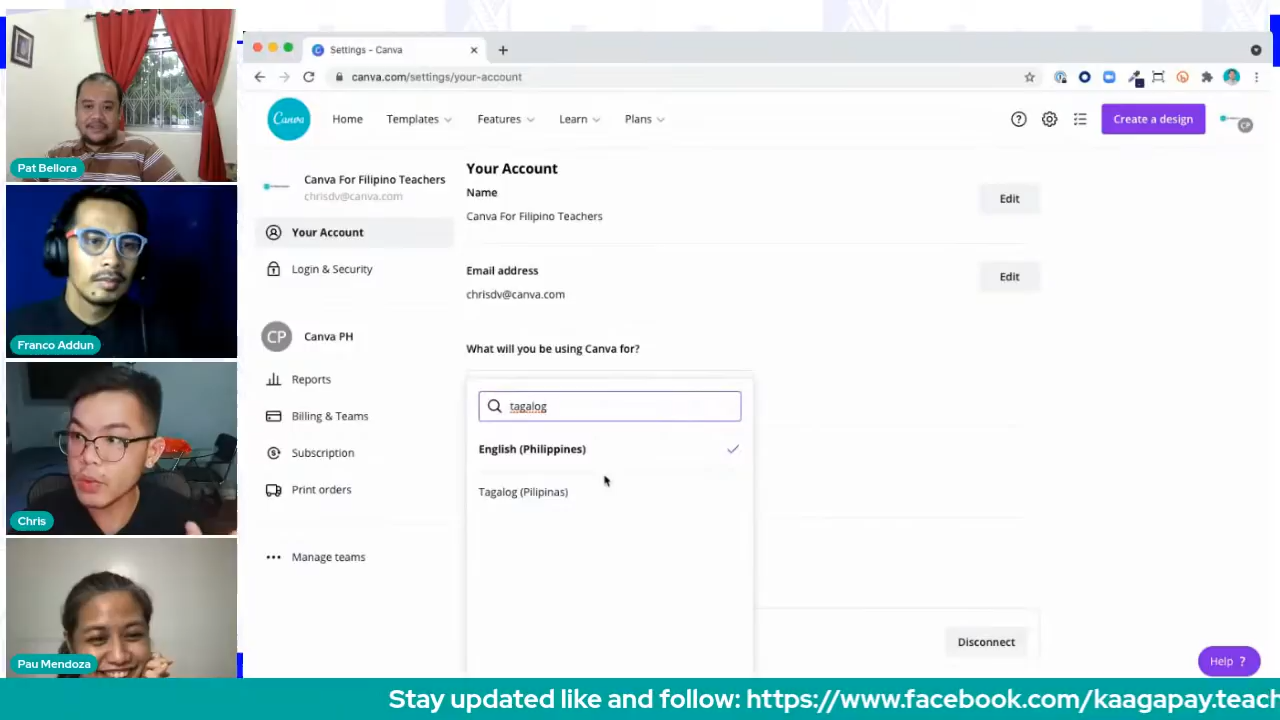 Pat Bellora
Franco Addun
Chris
Pau Mendoza
Settings - Canva
canva.com/settings/your-account
Canva
Home
Templates
Features
Learn
Plans
Create a design
CP
Canva For Filipino Teachers
chrisdv@canva.com
Your Account
Login & Security
CP
Canva PH
Reports
Billing & Teams
Subscription
Print orders
Manage teams
Your Account
Name
Edit
Canva For Filipino Teachers
Email address
Edit
chrisdv@canva.com
What will you be using Canva for?
tagalog
English (Philippines)
Tagalog (Pilipinas)
Disconnect
Help ?
Stay updated like and follow: https://www.facebook.com/kaagapay.teach